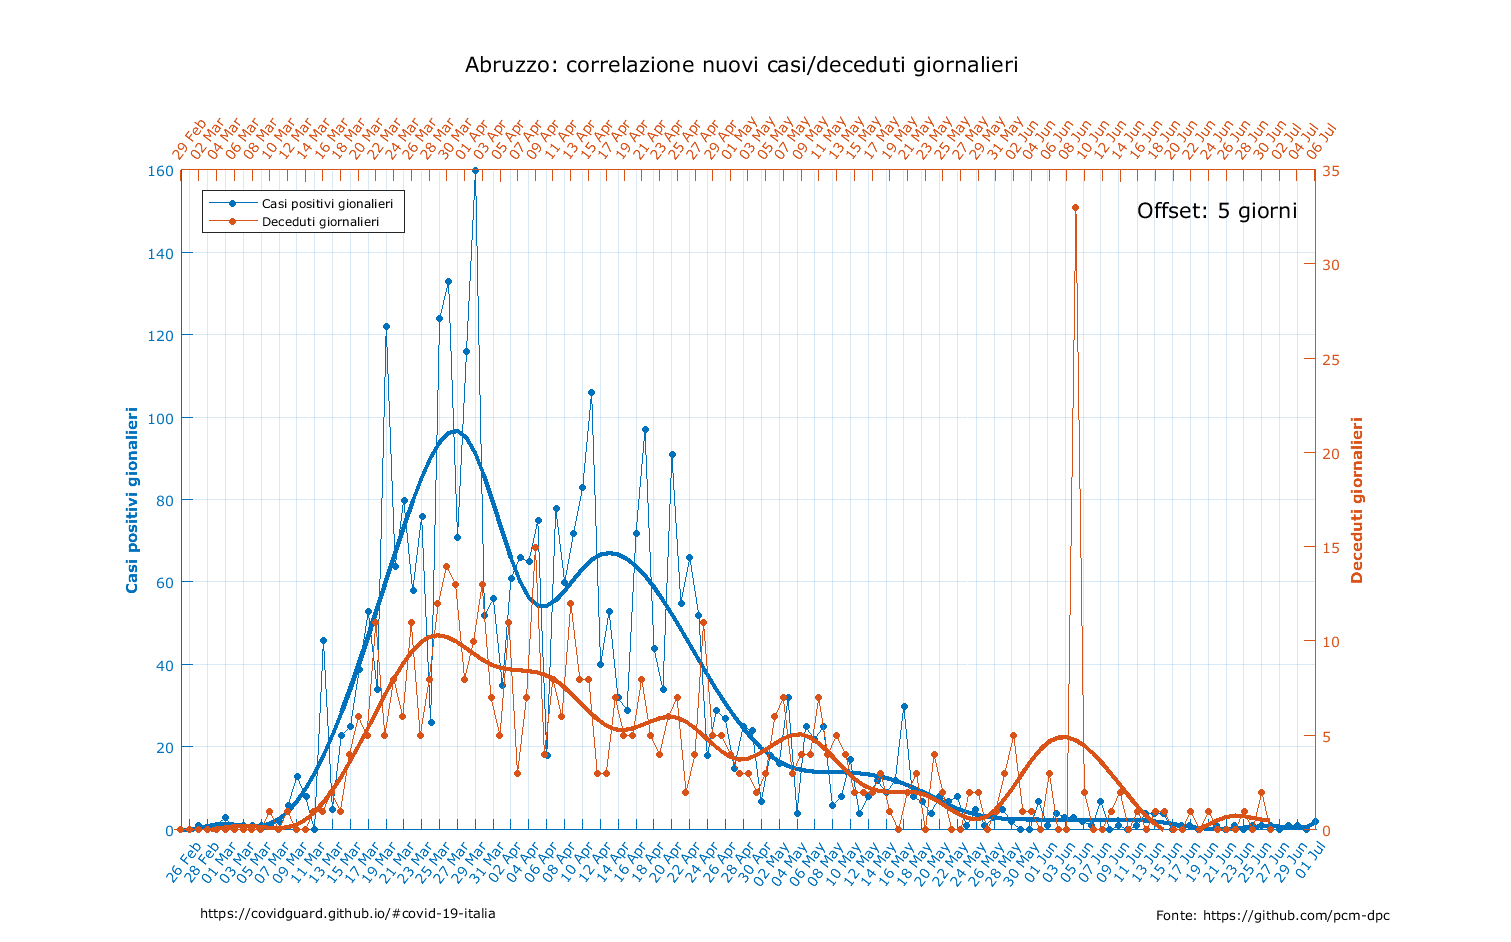 Abruzzo: correlazione nuovi casi/deceduti giornalieri
29 Feb 02 Mar 04 Mar 06 Mar 08 Mar 10 Mar 12 Mar 14 Mar 16 Mar 18 Mar 20 Mar 22 Mar 24 Mar 26 Mar 28 Mar 30 Mar 01 Apr 03 Apr 05 Apr 07 Apr 09 Apr 11 Apr 13 Apr 15 Apr 17 Apr 19 Apr 21 Apr 23 Apr 25 Apr 27 Apr 29 Apr 01 May 03 May 05 May 07 May 09 May 11 May 13 May 15 May 17 May 19 May 21 May 23 May 25 May 27 May 29 May 31 May 02 Jun 04 Jun 06 Jun 08 Jun 10 Jun 12 Jun 14 Jun 16 Jun 18 Jun 20 Jun 22 Jun 24 Jun 26 Jun 28 Jun 30 Jun 02 Jul 04 Jul 06 Jul
Casi positivi gionalieri
Deceduti giornalieri
Offset: 5 giorni
160
140
120
100
80
60
40
20
0
Casi positivi gionalieri
35
30
25
20
15
10
5
0
Deceduti giornalieri
26 Feb 28 Feb 01 Mar 03 Mar 05 Mar 07 Mar 09 Mar 11 Mar 13 Mar 15 Mar 17 Mar 19 Mar 21 Mar 23 Mar 25 Mar 27 Mar 29 Mar 31 Mar 02 Apr 04 Apr 06 Apr 08 Apr 10 Apr 12 Apr 14 Apr 16 Apr 18 Apr 20 Apr 22 Apr 24 Apr 26 Apr 28 Apr 30 Apr 02 May 04 May 06 May 08 May 10 May 12 May 14 May 16 May 18 May 20 May 22 May 24 May 26 May 28 May 30 May 01 Jun 03 Jun 05 Jun 07 Jun 09 Jun 11 Jun 13 Jun 15 Jun 17 Jun 19 Jun 21 Jun 23 Jun 25 Jun 27 Jun 29 Jun 01 Jul
https://covidguard.github.io/#covid-19-italia
Fonte: https://github.com/pcm-dpc